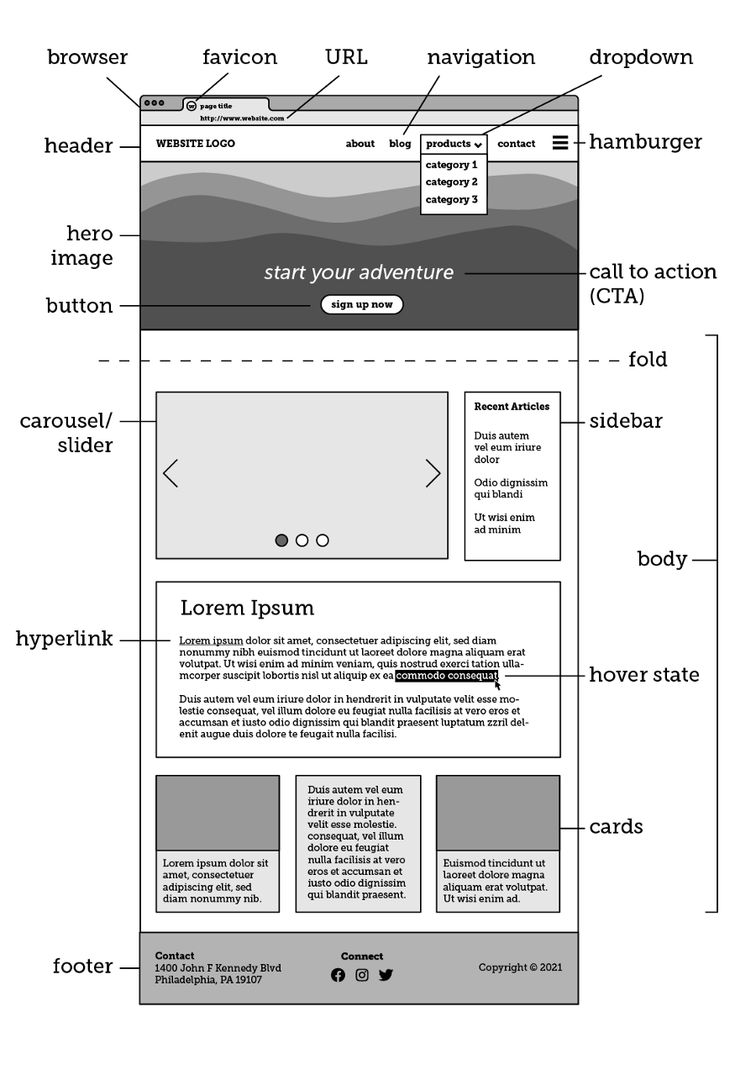 browser
favicon
URL
navigation
dropdown
w
page title
http://www.website.com
header
WEBSITE LOGO
about
blog
products
contact
hamburger
category 1
category 2
category 3
hero
image
start your adventure
call to action
(CTA)
button
sign up now
fold
carousel/
slider
Recent Articles
Duis autem
vel eum iriure
dolor
Odio dignissim
qui blandi
Ut wisi enim
ad minim
sidebar
body
Lorem Ipsum
hyperlink
Lorem ipsum dolor sit amet, consectetuer adipiscing elit, sed diam
nonummy nibh euismod tincidunt ut laoreet dolore magna aliquam erat
volutpat. Ut wisi enim ad minim veniam, quis nostrud exerci tation ulla-
mcorper suscipit lobortis nisl ut aliquip ex ea commodo consequat
hover state
Duis autem vel eum iriure dolor in hendrerit in vulputate velit esse mo-
lestie consequat, vel illum dolore eu feugiat nulla facilisis at vero eros et
accumsan et iusto odio dignissim qui blandit praesent luptatum zzril del-
enit augue duis dolore te feugait nulla facilisi.
Lorem ipsum dolor sit
amet, consectetuer
adipiscing elit, sed
diam nonummy nib.
Duis autem vel eum
iriure dolor in hen-
drerit in vulputate
velit esse molestie.
consequat, vel illum
dolore eu feugiat
nulla facilisis at vero
eros et accumsan et
iusto odio dignissim
qui blandit praesent.
Euismod tincidunt ut
laoreet dolore magna
aliquam erat volutpat.
Ut wisi enim ad.
cards
footer
Contact
1400 John F Kennedy Blvd
Philadelphia, PA 19107
Connect
Copyright © 2021